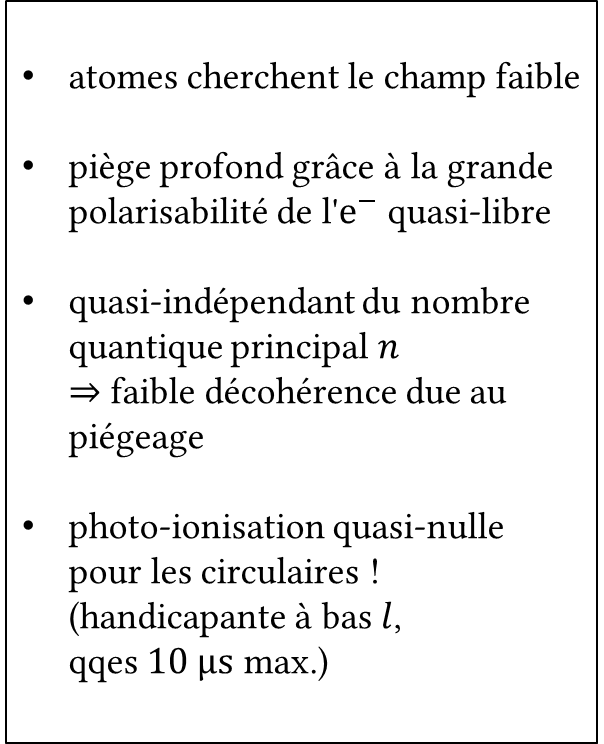 • atomes cherchent le champ faible
• piège profond grâce à la grande
polarisabilité de l'e⁻ quasi-libre
• quasi-indépendant du nombre
quantique principal n
⇒ faible décohérence due au
piégeage
• photo-ionisation quasi-nulle
pour les circulaires !
(handicapante à bas l,
qqes 10 µs max.)